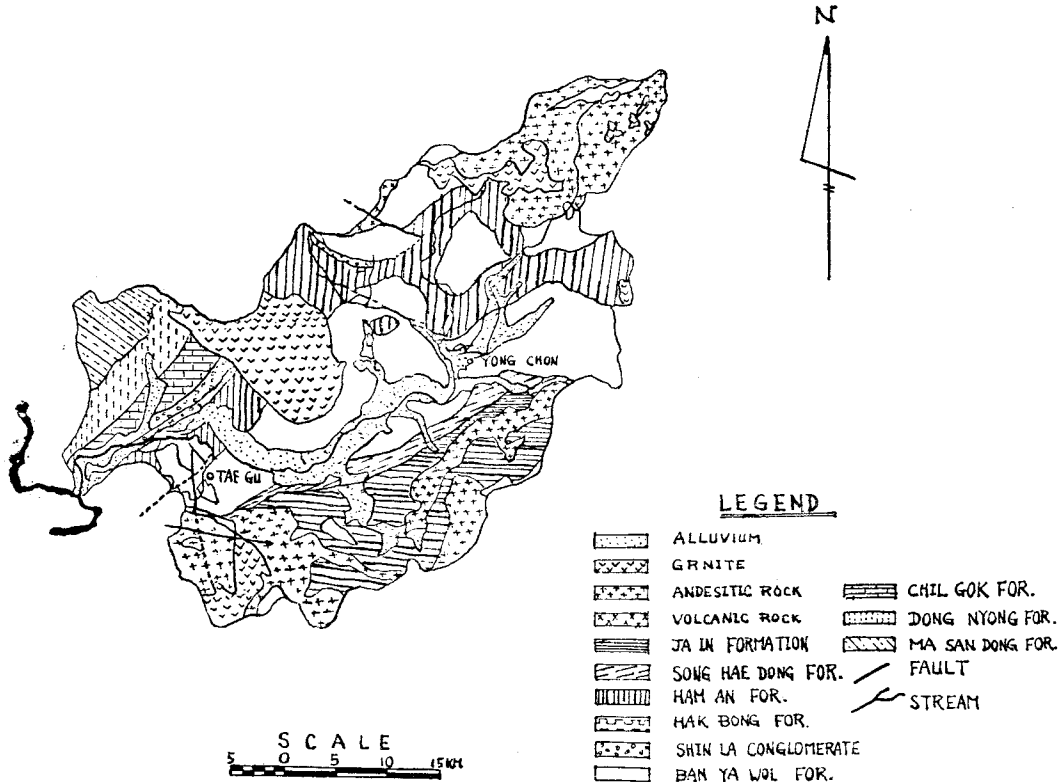 N
YONG CHON
TAE GU
LEGEND
ALLUVIUM
GRNITE
ANDESITIC ROCK
VOLCANIC ROCK
JA IN FORMATION
SONG HAE DONG FOR.
HAM AN FOR.
HAK BONG FOR.
SHIN LA CONGLOMERATE
BAN YA WOL FOR.
CHIL GOK FOR.
DONG NYONG FOR.
MA SAN DONG FOR.
FAULT
STREAM
SCALE
5 0 5 10 15 KM